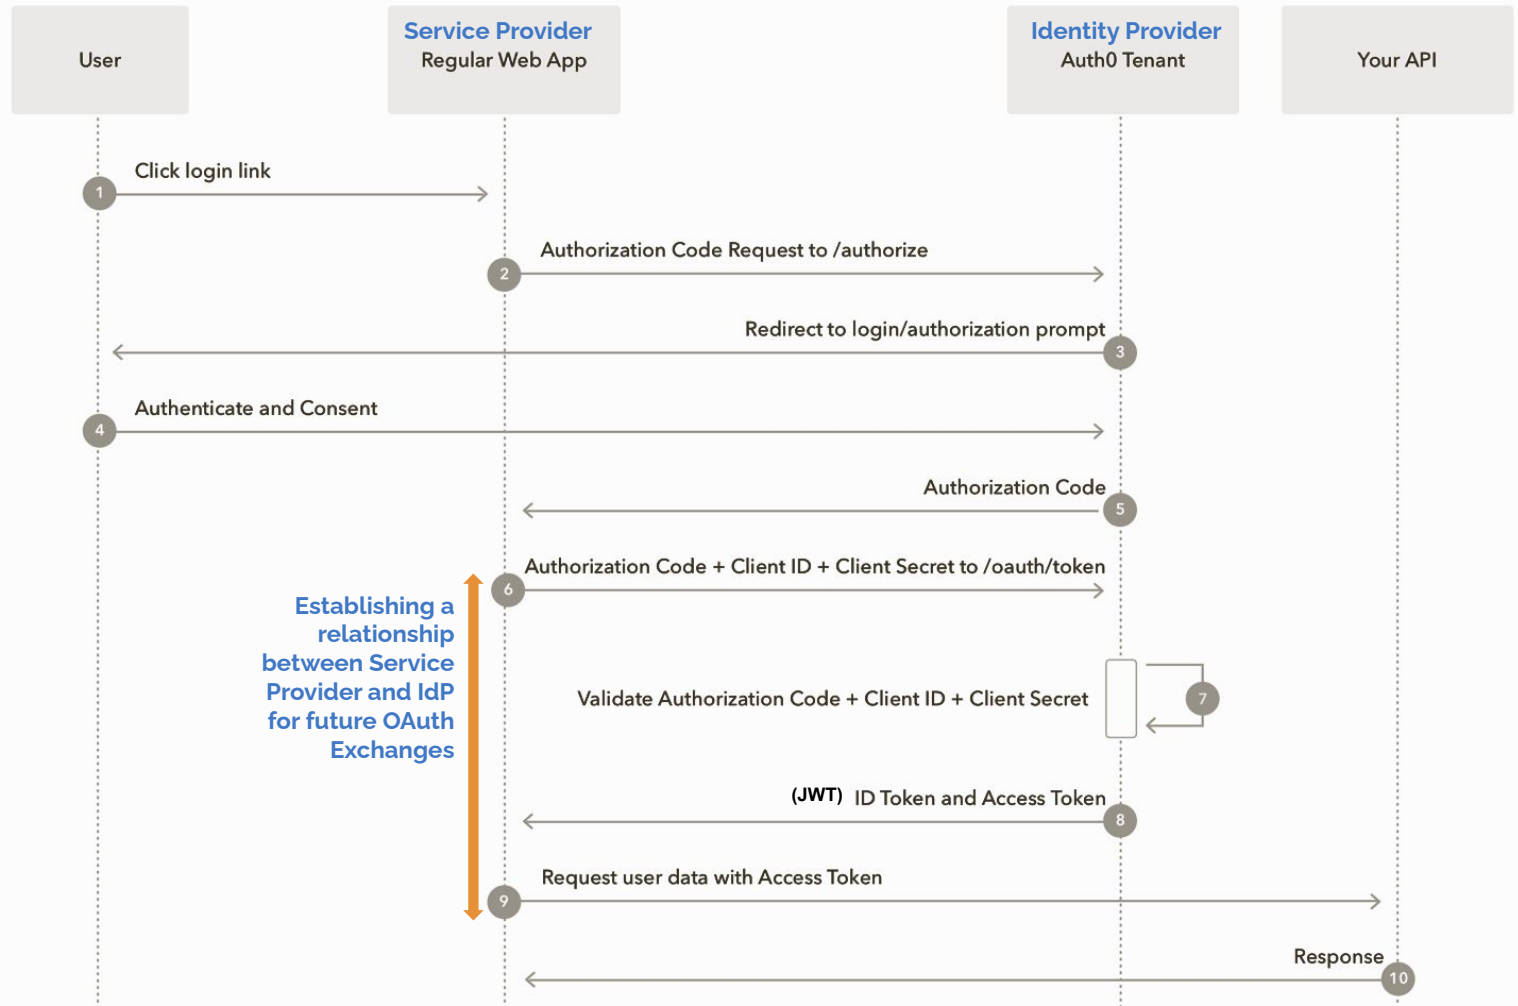 User
Service Provider
Regular Web App
Identity Provider
Auth0 Tenant
Your API
Click login link
1
Authorization Code Request to /authorize
2
Redirect to login/authorization prompt
3
Authenticate and Consent
4
Authorization Code
5
Authorization Code + Client ID + Client Secret to /oauth/token
6
Establishing a
relationship
between Service
Provider and IdP
for future OAuth
Exchanges
Validate Authorization Code + Client ID + Client Secret
7
(JWT) ID Token and Access Token
8
Request user data with Access Token
9
Response
10